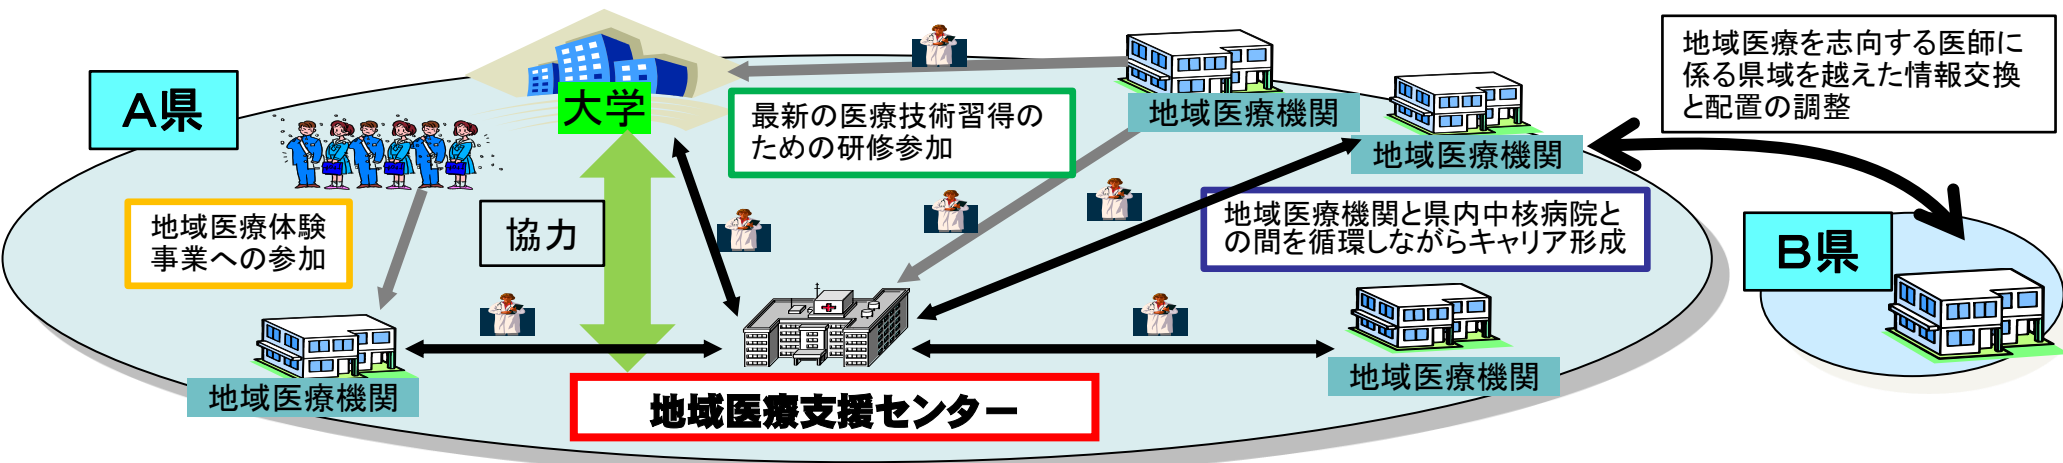 A県
大学
最新の医療技術習得の
ための研修参加
地域医療機関
地域医療機関
地域医療を志向する医師に
係る県域を越えた情報交換
と配置の調整
地域医療体験
事業への参加
協力
地域医療機関と県内中核病院と
の間を循環しながらキャリア形成
B県
地域医療機関
地域医療支援センター
地域医療機関